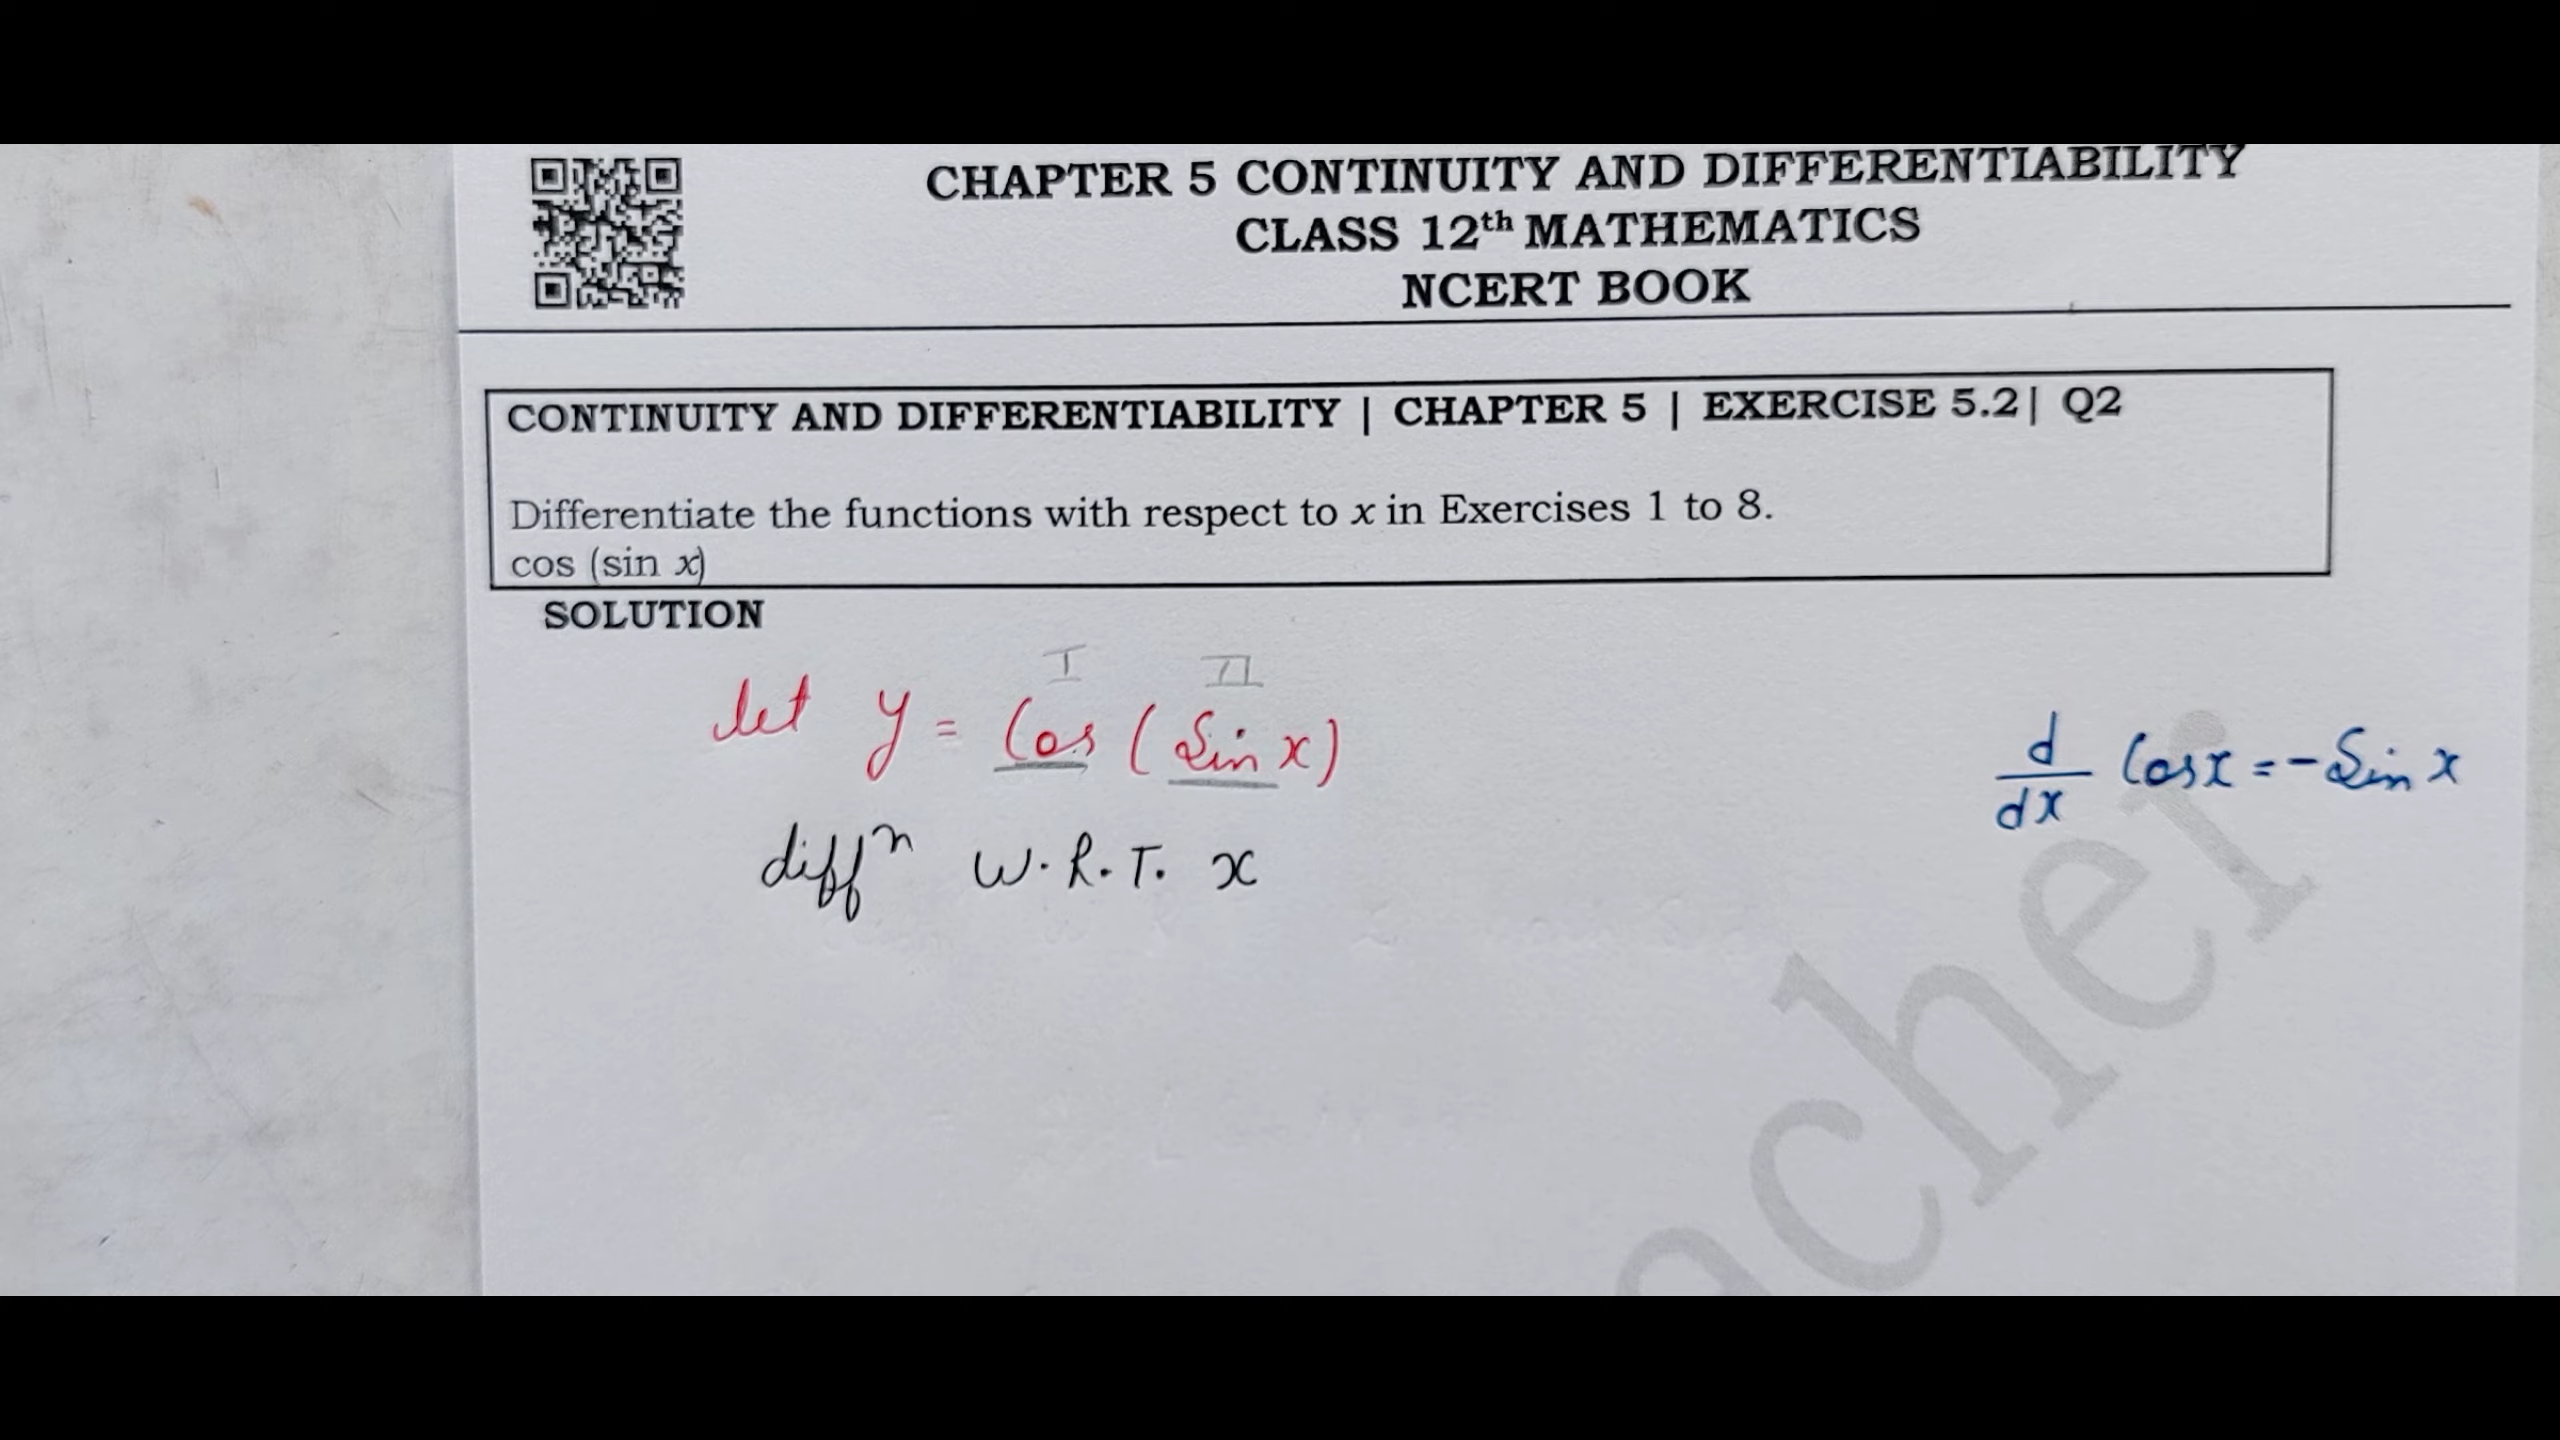 CHAPTER 5 CONTINUITY AND DIFFERENTIABILITY
CLASS 12th MATHEMATICS
NCERT BOOK
CONTINUITY AND DIFFERENTIABILITY | CHAPTER 5 | EXERCISE 5.2| Q2
Differentiate the functions with respect to x in Exercises 1 to 8.
cos (sin x)
SOLUTION
I II
let y = Cos (Sin x)
d/dx Cos x = - Sin x
diffⁿ W.R.T. x
acher